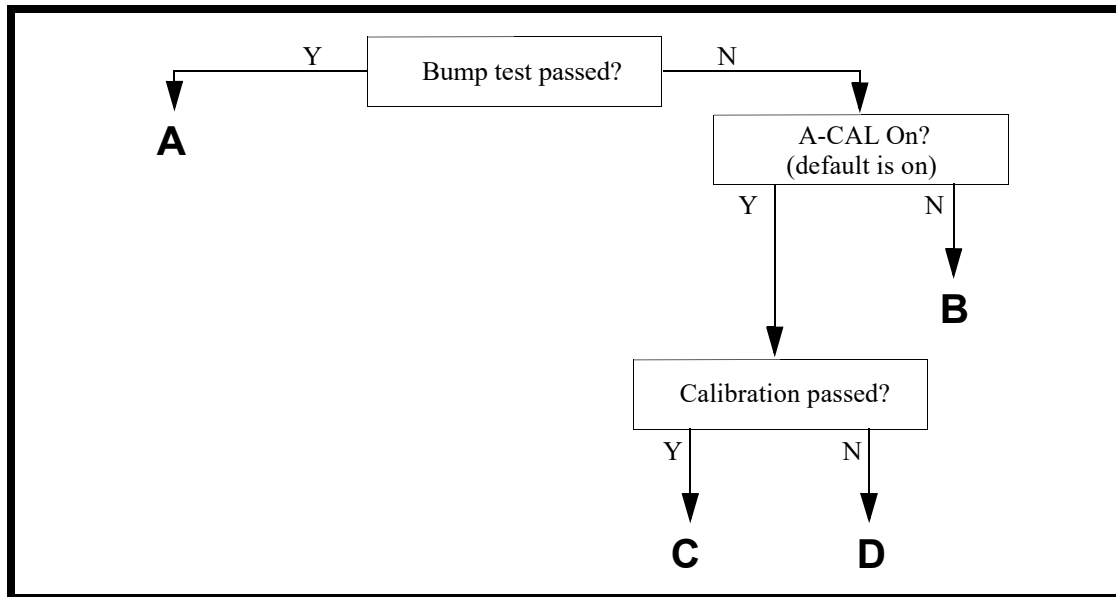 Y
Bump test passed?
N
A
A-CAL On?
(default is on)
Y
N
B
Calibration passed?
Y
N
C
D